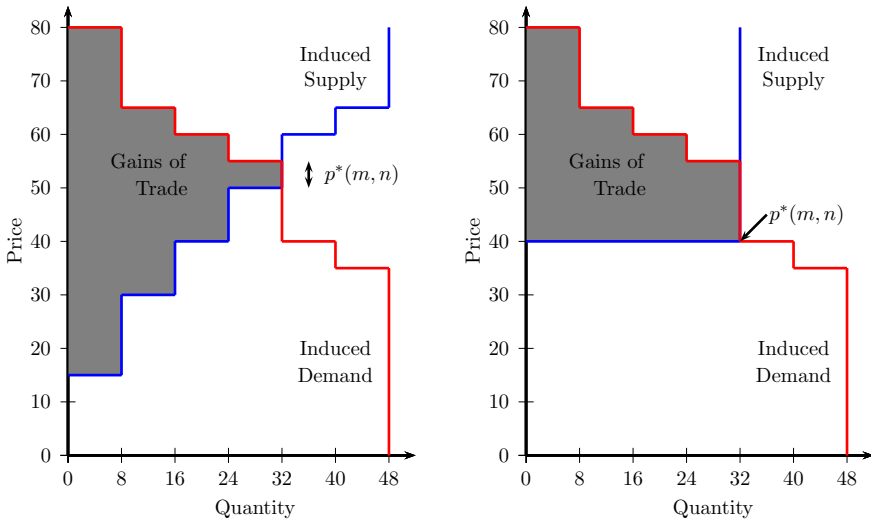 80
70
60
50
40
30
20
10
0
Price
0 8 16 24 32 40 48
Quantity
Induced
Supply
Gains of
Trade
p*(m, n)
Induced
Demand
80
70
60
50
40
30
20
10
0
Price
0 8 16 24 32 40 48
Quantity
Induced
Supply
Gains of
Trade
p*(m, n)
Induced
Demand